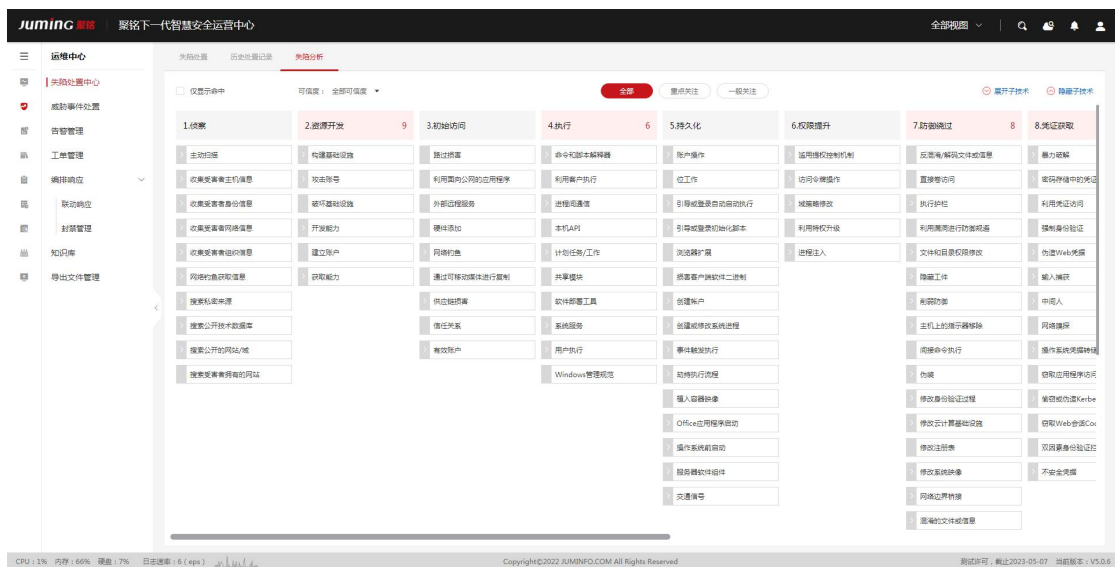 Juming 聚铭 聚铭下一代智慧安全运营中心 全部视图
运维中心 失陷处置 历史处置记录 失陷分析
失陷处置中心
威胁事件处置
告警管理
工单管理
编排响应
联动响应
封禁管理
知识库
导出文件管理
仅显示命中 可信度： 全部可信度 全部 重点关注 一般关注 展开子技术 隐藏子技术
1.侦察
主动扫描
收集受害者主机信息
收集受害者身份信息
收集受害者网络信息
收集受害者组织信息
网络钓鱼获取信息
搜索私密来源
搜索公开技术数据库
搜索公开的网站/域
搜索受害者拥有的网站
2.资源开发 9
构建基础设施
攻击账号
破坏基础设施
开发能力
建立账户
获取能力
3.初始访问
路过损害
利用面向公网的应用程序
外部远程服务
硬件添加
网络钓鱼
通过可移动媒体进行复制
供应链损害
信任关系
有效账户
4.执行 6
命令和脚本解释器
利用客户执行
进程间通信
本机API
计划任务/工作
共享模块
软件部署工具
系统服务
用户执行
Windows管理规范
5.持久化
账户操作
位工作
引导或登录自动启动执行
引导或登录初始化脚本
浏览器扩展
损害客户端软件二进制
创建帐户
创建或修改系统进程
事件触发执行
劫持执行流程
植入容器映像
Office应用程序启动
操作系统前启动
服务器软件组件
交通信号
6.权限提升
滥用提权控制机制
访问令牌操作
域策略修改
利用特权升级
进程注入
7.防御绕过 8
反混淆/解码文件或信息
直接卷访问
执行护栏
利用漏洞进行防御规避
文件和目录权限修改
隐藏工件
削弱防御
主机上的指示器移除
间接命令执行
伪装
修改身份验证过程
修改云计算基础设施
修改注册表
修改系统映像
网络边界桥接
混淆的文件或信息
8.凭证获取
暴力破解
密码存储中的凭证
利用凭证访问
强制身份验证
伪造Web凭据
输入捕获
中间人
网络嗅探
操作系统凭据转储
窃取应用程序访问
偷窃或伪造Kerbe
窃取Web会话Coo
双因素身份验证拦
不安全凭据
CPU：1% 内存：66% 硬盘：7% 日志速率：6（eps） Copyright©2022 JUMINFO.COM All Rights Reserved 测试许可，截止2023-05-07 当前版本：V5.0.6